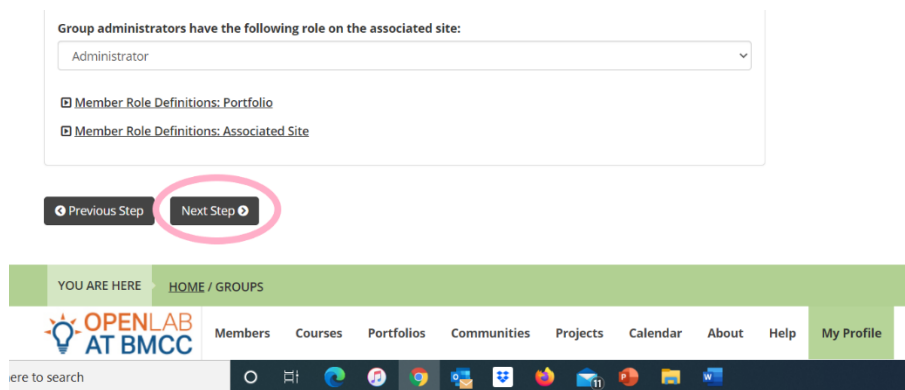 Group administrators have the following role on the associated site:
Administrator
Member Role Definitions: Portfolio
Member Role Definitions: Associated Site
Previous Step Next Step
YOU ARE HERE HOME / GROUPS
OPENLAB
AT BMCC
Members Courses Portfolios Communities Projects Calendar About Help My Profile
ere to search
11